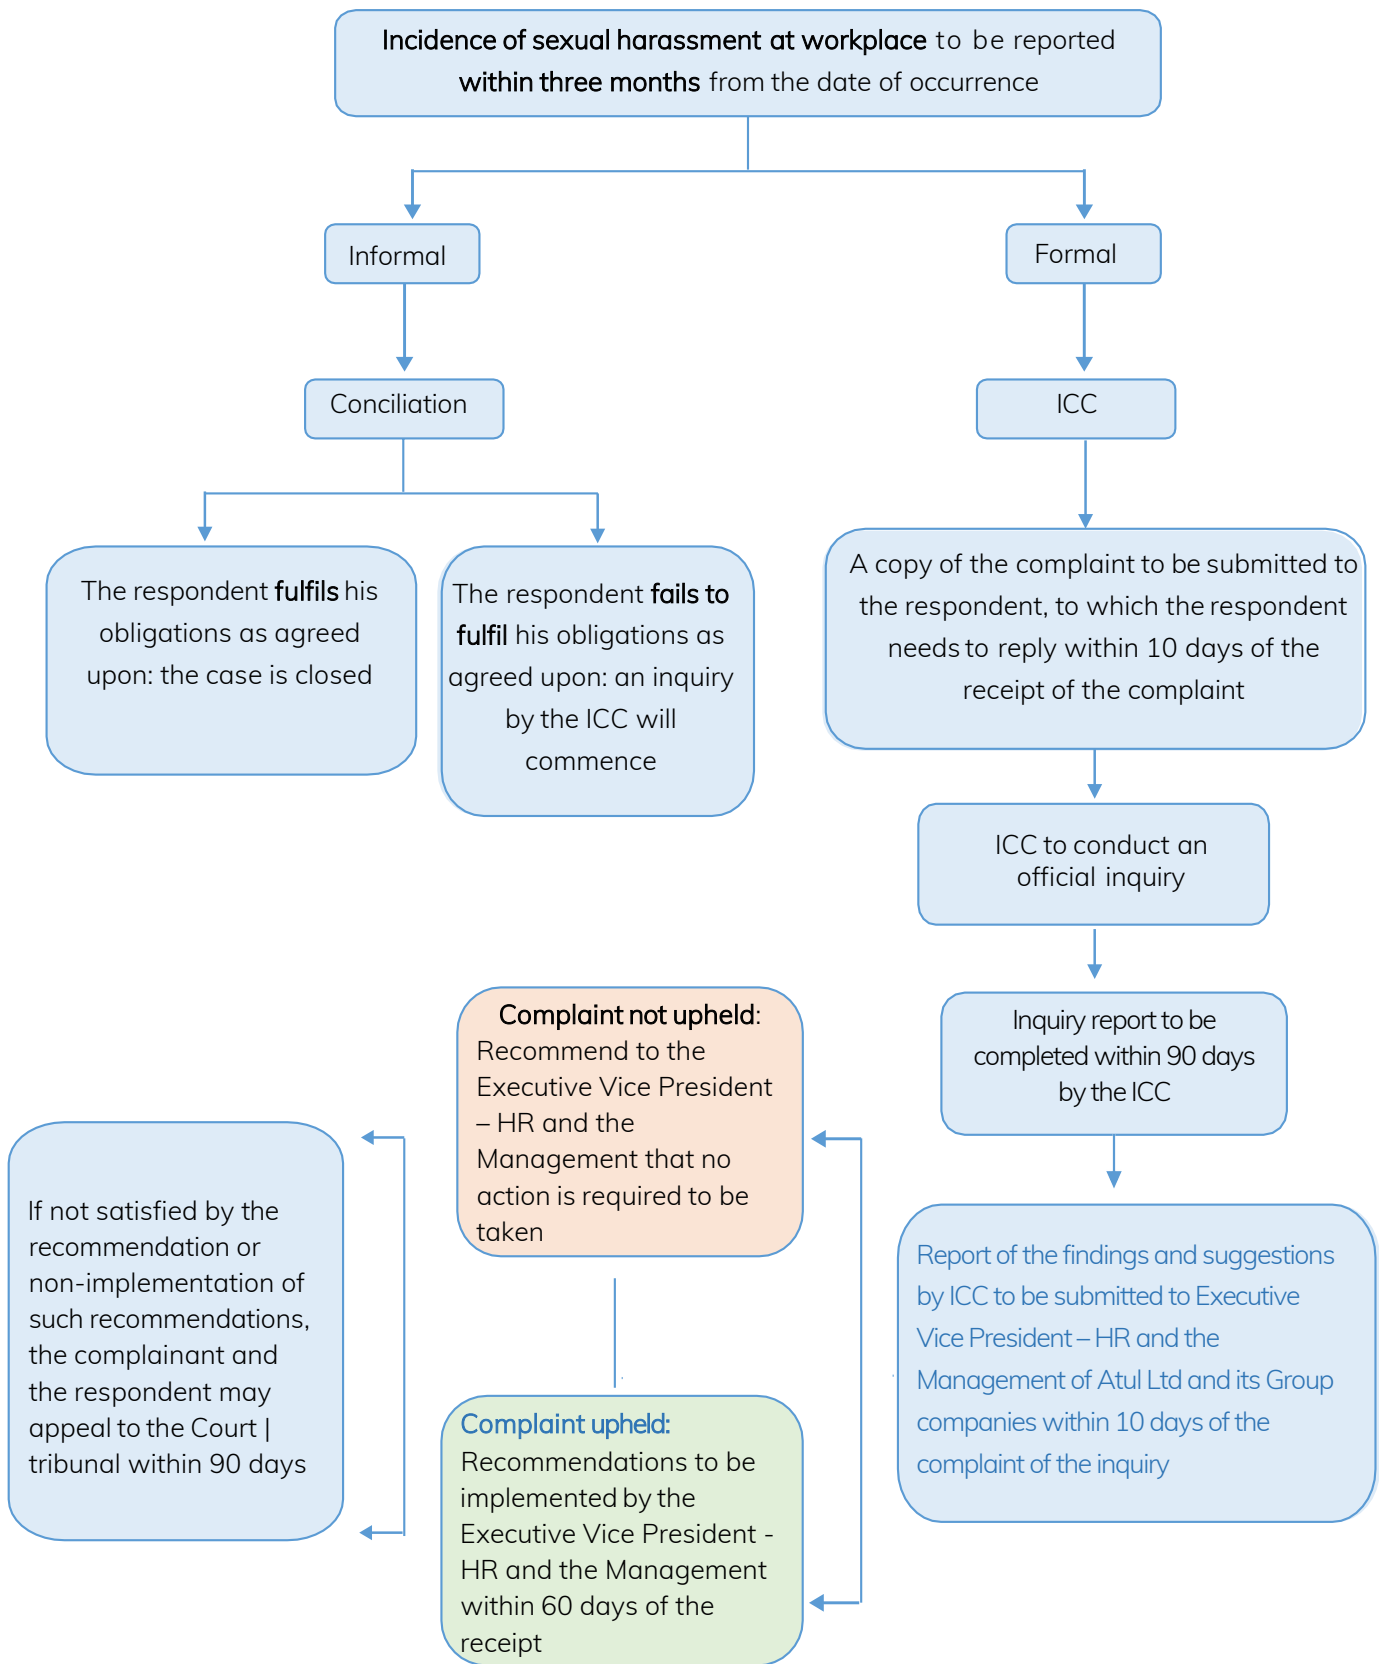 Incidence of sexual harassment at workplace to be reported
within three months from the date of occurrence
Informal
Formal
Conciliation
ICC
The respondent fulfils his
obligations as agreed
upon: the case is closed
The respondent fails to
fulfil his obligations as
agreed upon: an inquiry
by the ICC will
commence
A copy of the complaint to be submitted to
the respondent, to which the respondent
needs to reply within 10 days of the
receipt of the complaint
ICC to conduct an
official inquiry
Inquiry report to be
completed within 90 days
by the ICC
Report of the findings and suggestions
by ICC to be submitted to Executive
Vice President – HR and the
Management of Atul Ltd and its Group
companies within 10 days of the
complaint of the inquiry
Complaint not upheld:
Recommend to the
Executive Vice President
– HR and the
Management that no
action is required to be
taken
Complaint upheld:
Recommendations to be
implemented by the
Executive Vice President -
HR and the Management
within 60 days of the
receipt
If not satisfied by the
recommendation or
non-implementation of
such recommendations,
the complainant and
the respondent may
appeal to the Court |
tribunal within 90 days